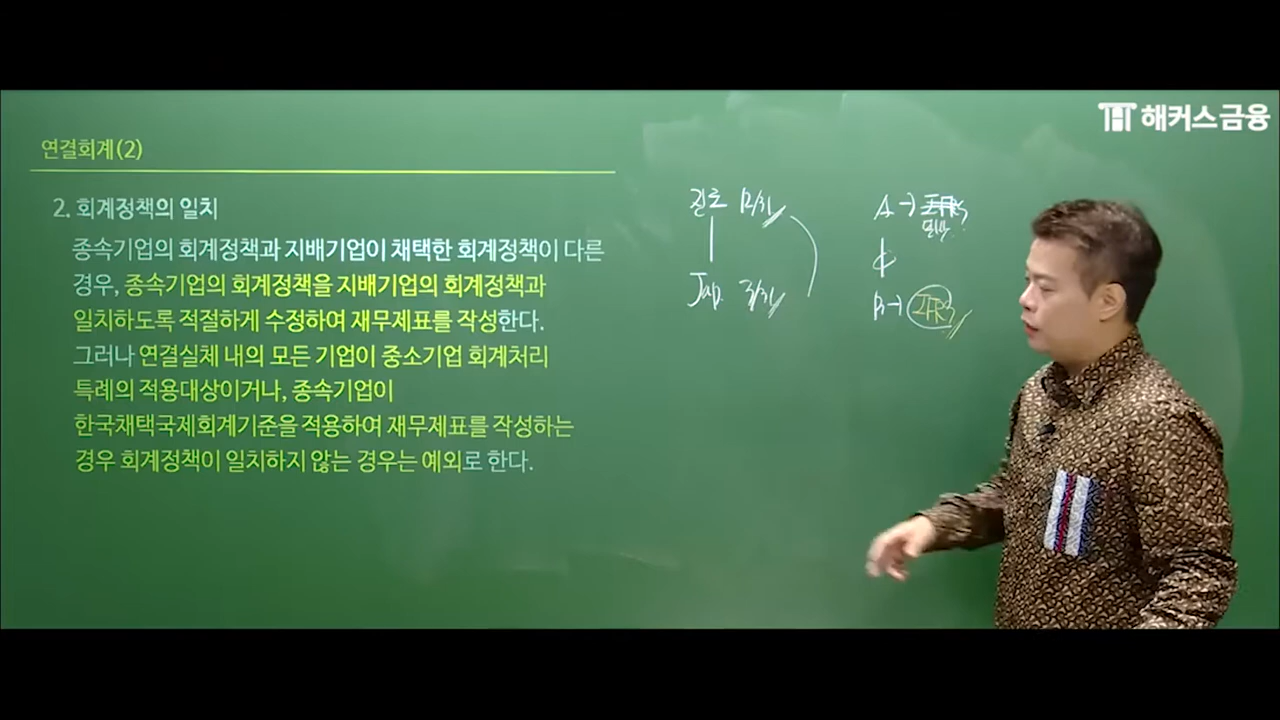 해커스금융
연결회계(2)
2. 회계정책의 일치
종속기업의 회계정책과 지배기업이 채택한 회계정책이 다른
경우, 종속기업의 회계정책을 지배기업의 회계정책과
일치하도록 적절하게 수정하여 재무제표를 작성한다.
그러나 연결실체 내의 모든 기업이 중소기업 회계처리
특례의 적용대상이거나, 종속기업이
한국채택국제회계기준을 적용하여 재무제표를 작성하는
경우 회계정책이 일치하지 않는 경우는 예외로 한다.
진로 12/31
Jap. 3/31
A→
B→ IFRS